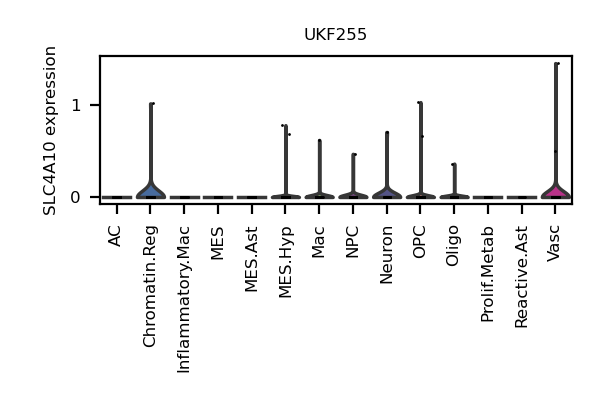 UKF255
SLC4A10 expression
1
0
AC
Chromatin.Reg
Inflammatory.Mac
MES
MES.Ast
MES.Hyp
Mac
NPC
Neuron
OPC
Oligo
Prolif.Metab
Reactive.Ast
Vasc